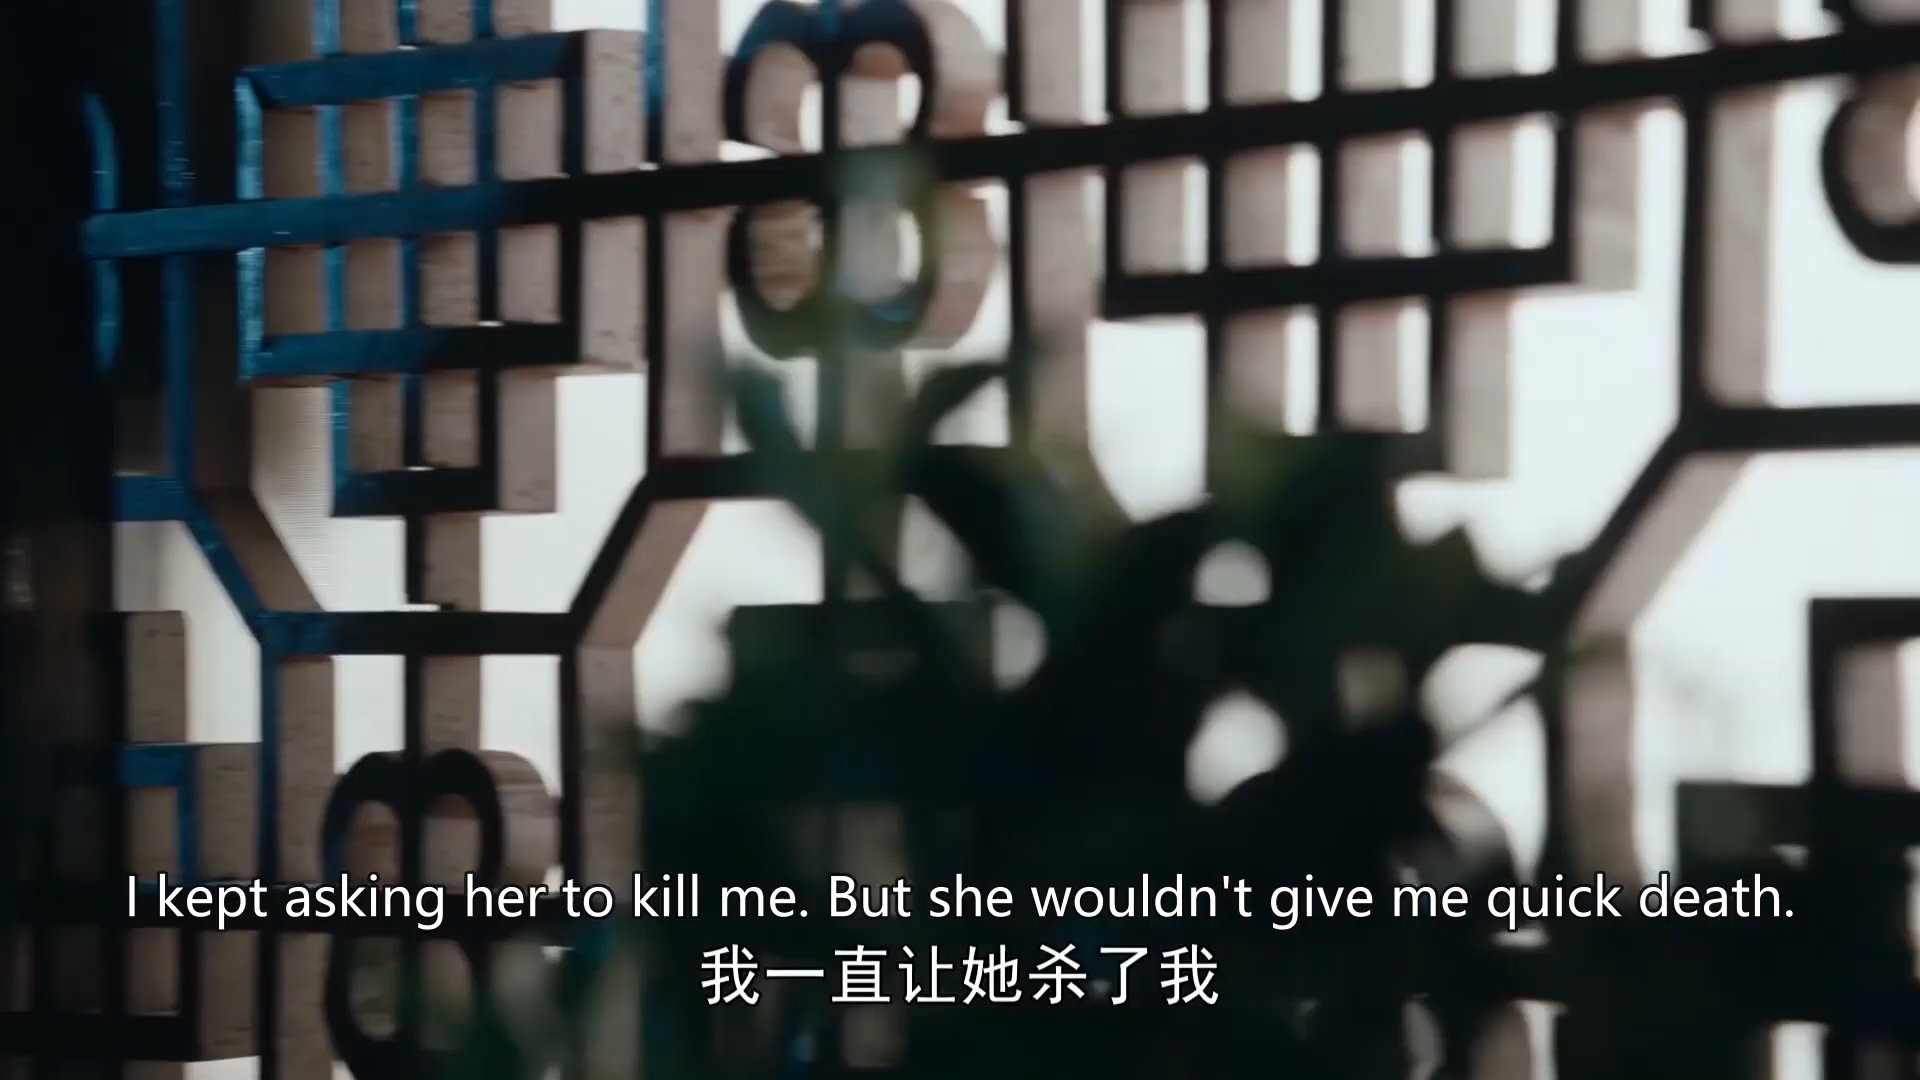 I kept asking her to kill me. But she wouldn't give me quick death.
我一直让她杀了我